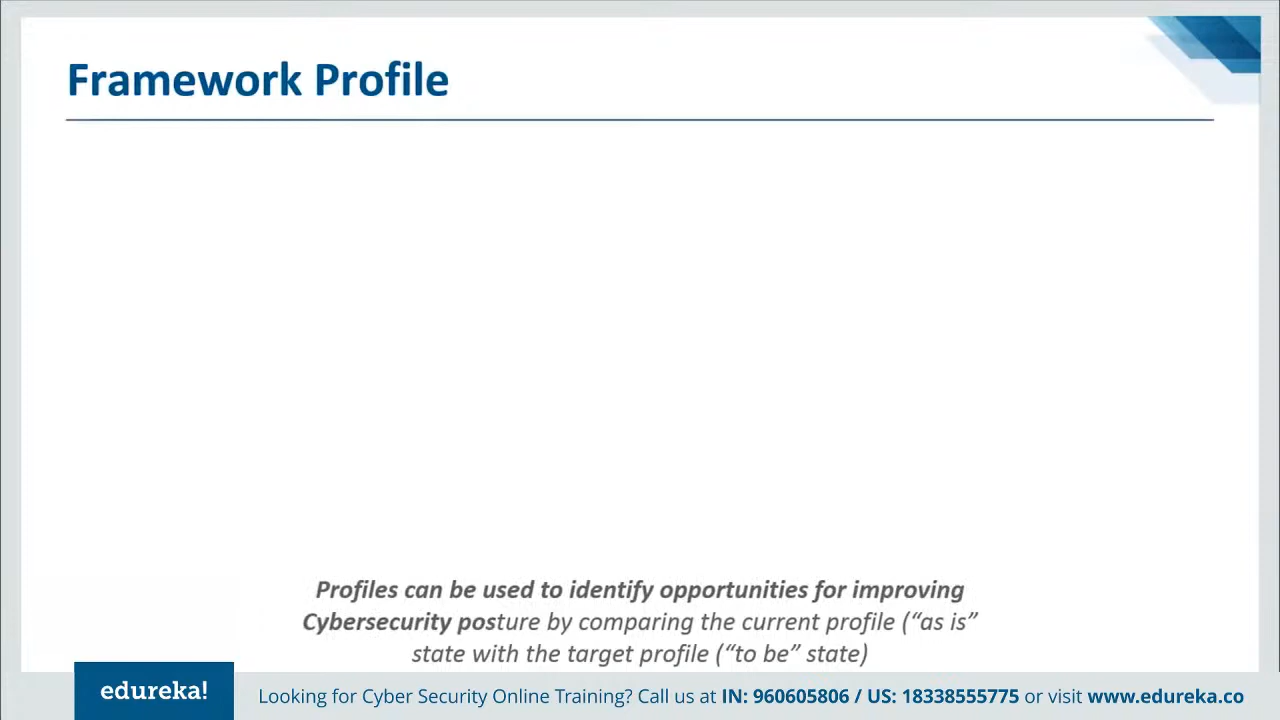 Framework Profile
Profiles can be used to identify opportunities for improving
Cybersecurity posture by comparing the current profile (“as is”
state with the target profile (“to be” state)
edureka!
Looking for Cyber Security Online Training? Call us at IN: 960605806 / US: 18338555775 or visit www.edureka.co